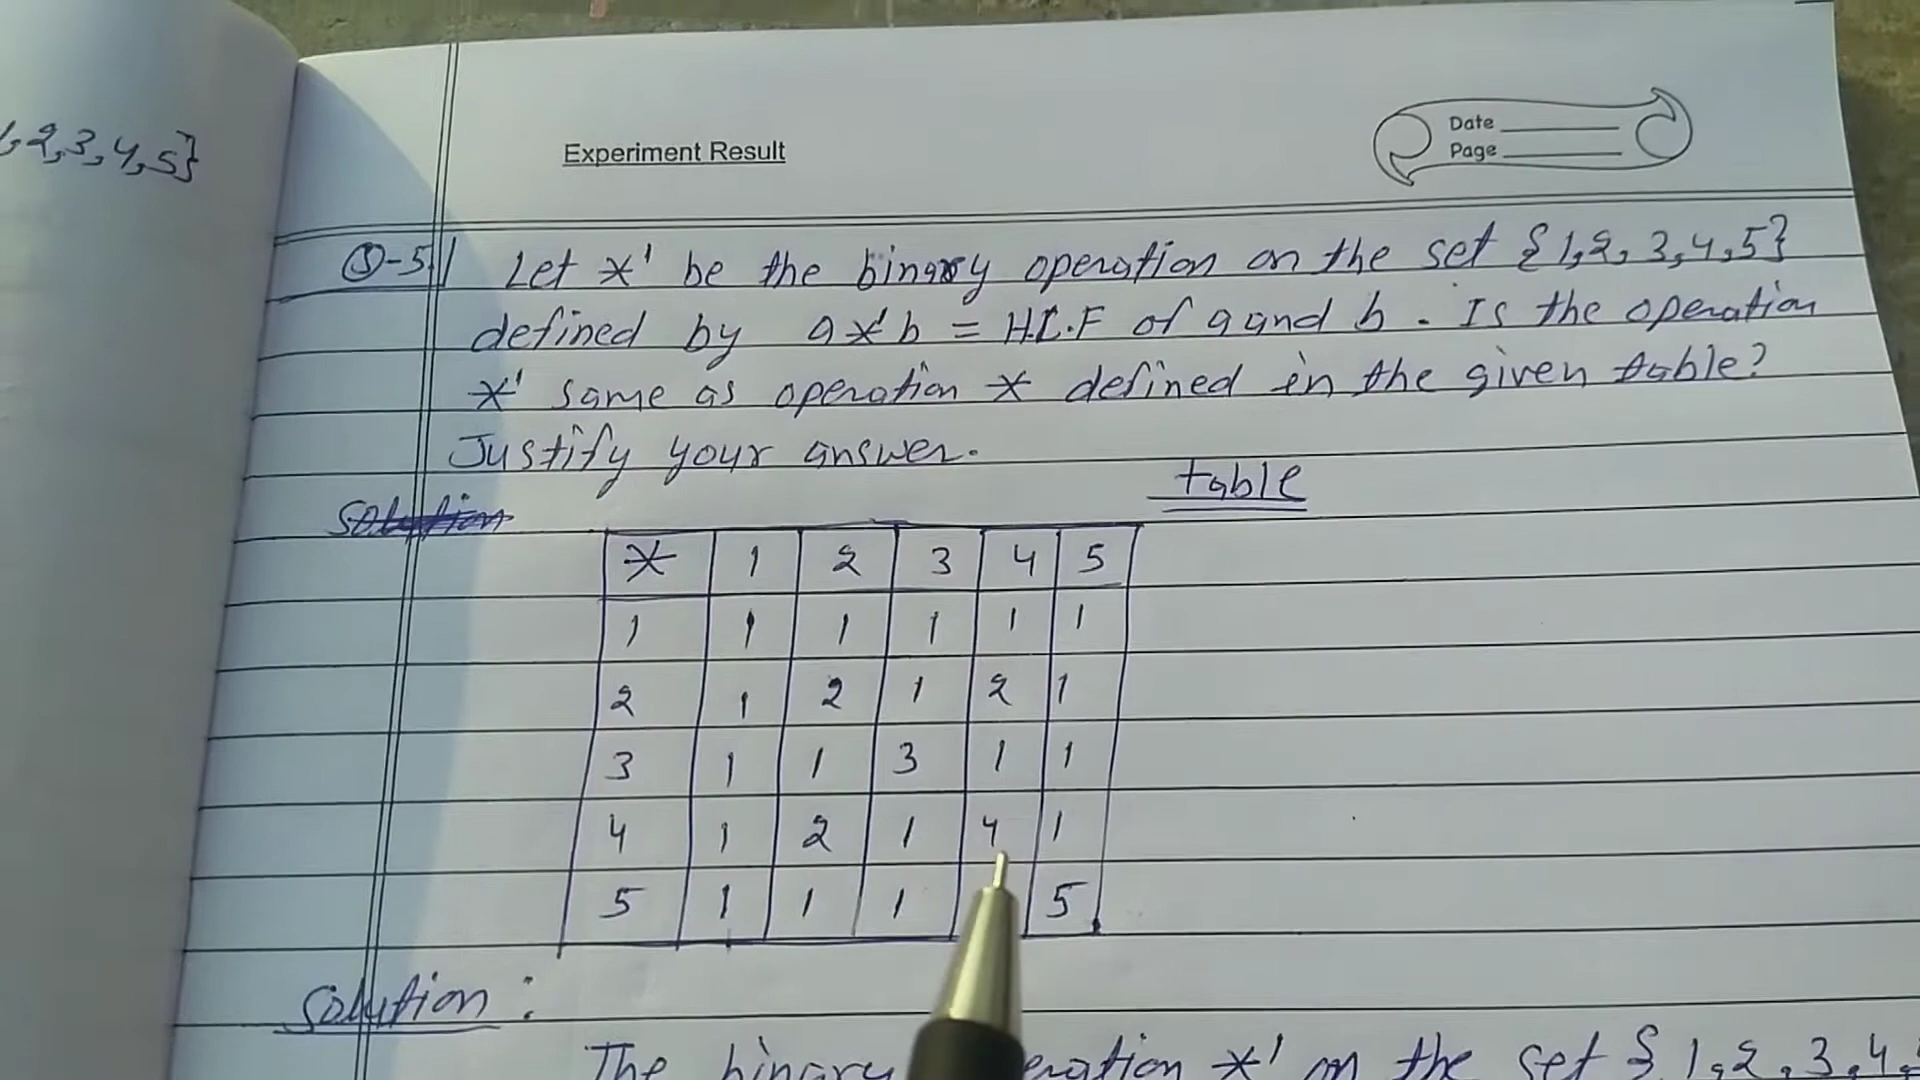 1,2,3,4,5}
Experiment Result
Date
Page
Q-5| Let *' be the binary operation on the set {1,2,3,4,5}
defined by a*'b = H.C.F of a and b. Is the operation
*' same as operation * defined in the given table?
Justify your answer.
table
Solution
* 1 2 3 4 5
1 1 1 1 1 1
2 1 2 1 2 1
3 1 1 3 1 1
4 1 2 1 4 1
5 1 1 1 5
Solution :
The binary eration *' on the set { 1,2,3,4,